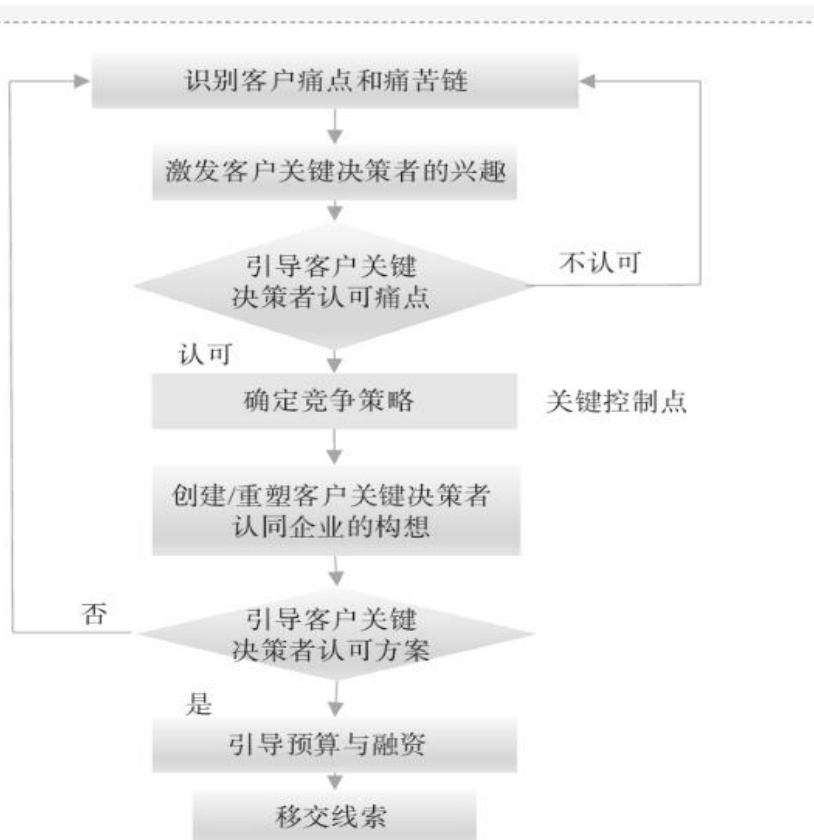 识别客户痛点和痛苦链
激发客户关键决策者的兴趣
引导客户关键
决策者认可痛点
不认可
认可
确定竞争策略
关键控制点
创建/重塑客户关键决策者
认同企业的构想
否
引导客户关键
决策者认可方案
是
引导预算与融资
移交线索